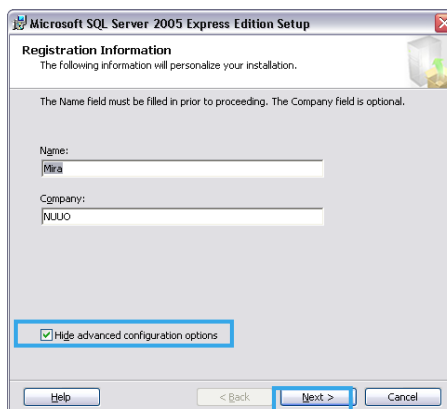 Microsoft SQL Server 2005 Express Edition Setup
Registration Information
The following information will personalize your installation.
The Name field must be filled in prior to proceeding. The Company field is optional.
Name:
Mira
Company:
NUUO
Hide advanced configuration options
Help
< Back
Next >
Cancel